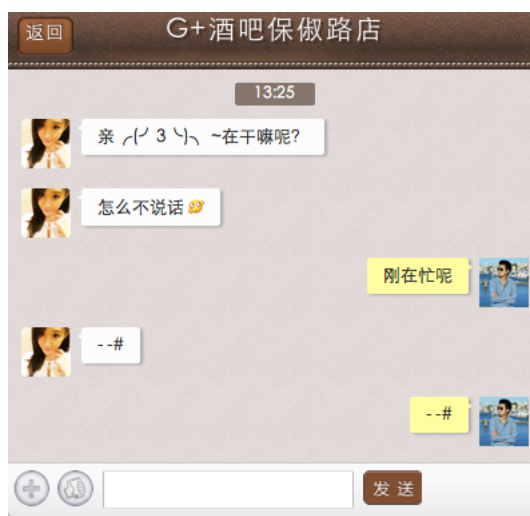 返回
G+酒吧保俶路店
13:25
亲╭(╯3╰)╮~在干嘛呢?
怎么不说话
刚在忙呢
--#
--#
发送